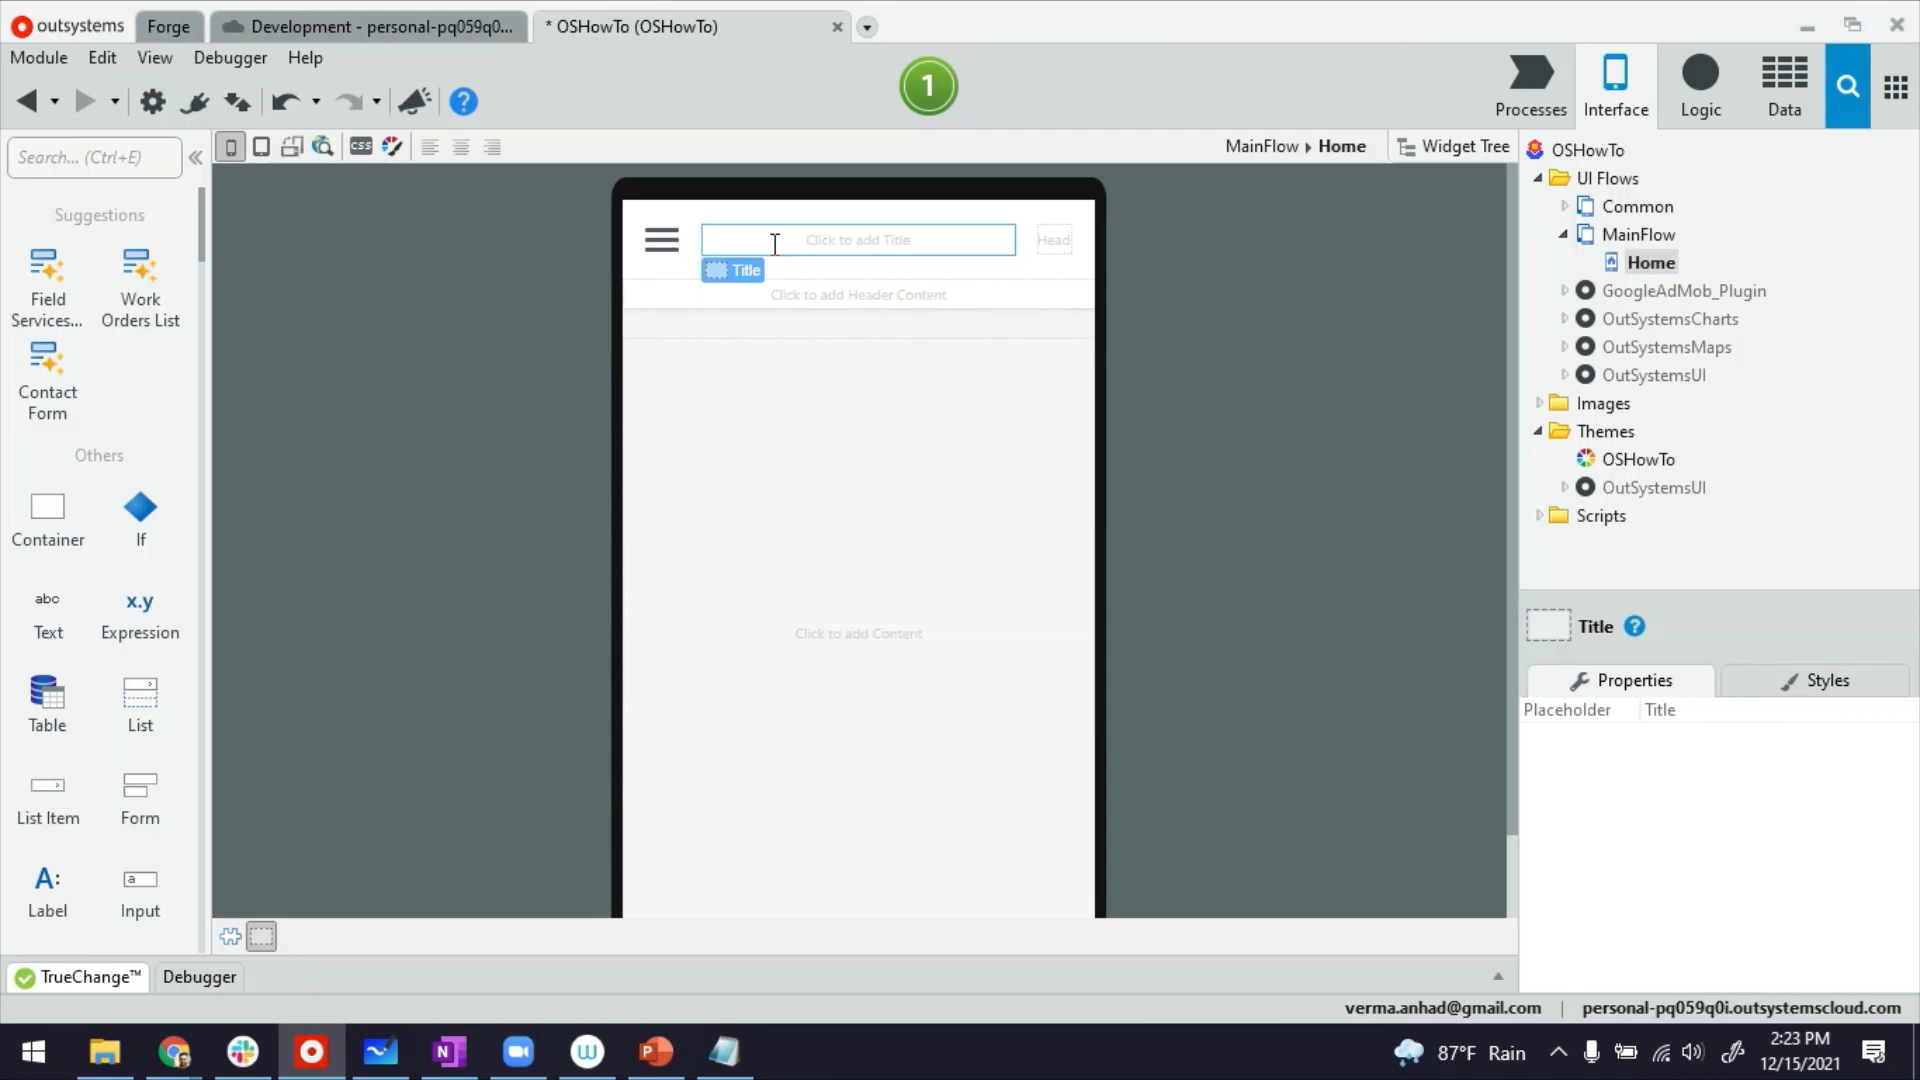 outsystems
Forge
Development - personal-pq059q0...
* OSHowTo (OSHowTo)
Module
Edit
View
Debugger
Help
1
Processes
Interface
Logic
Data
Search... (Ctrl+E)
css
MainFlow
Home
Widget Tree
OSHowTo
UI Flows
Common
MainFlow
Home
GoogleAdMob_Plugin
OutSystemsCharts
OutSystemsMaps
OutSystemsUI
Images
Themes
OSHowTo
OutSystemsUI
Scripts
Suggestions
Field
Services...
Work
Orders List
Contact
Form
Others
Container
If
abc
Text
x.y
Expression
Table
List
List Item
Form
A:
Label
a
Input
Click to add Title
Head
Title
Click to add Header Content
Click to add Content
Title
Properties
Styles
Placeholder
Title
TrueChange™
Debugger
verma.anhad@gmail.com
personal-pq059q0i.outsystemscloud.com
87°F Rain
2:23 PM
12/15/2021